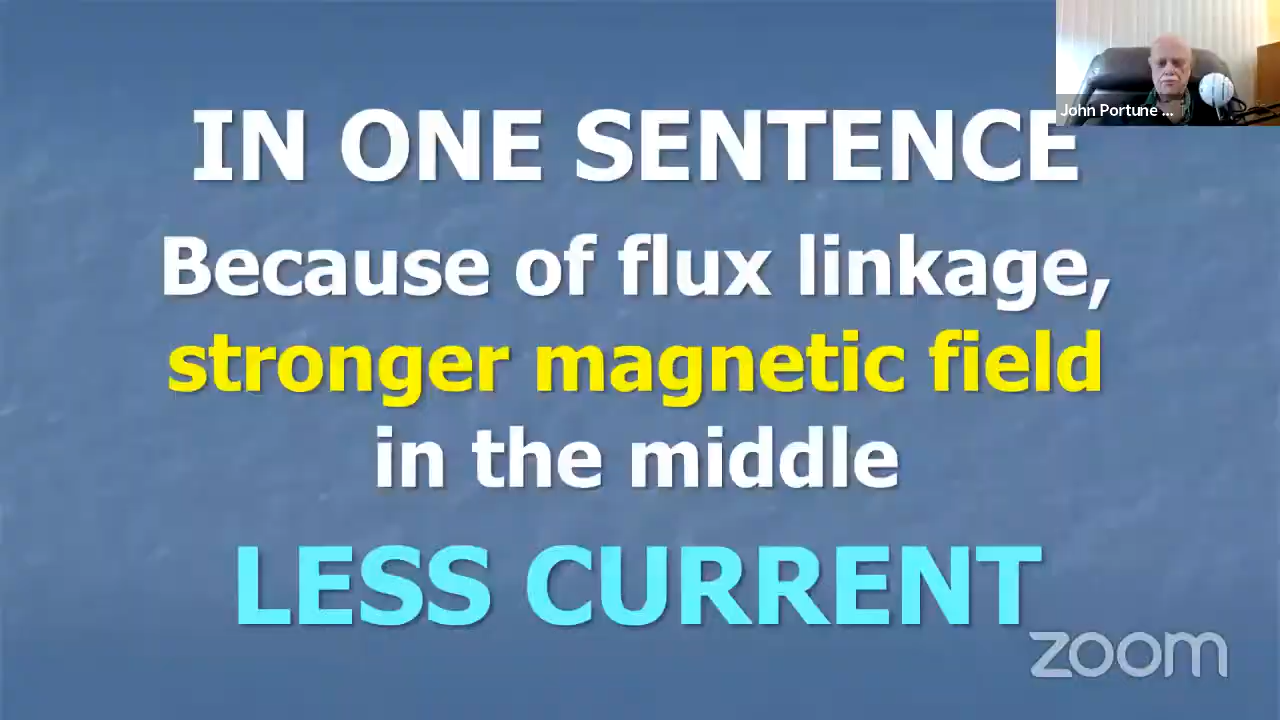 IN ONE SENTENCE
Because of flux linkage,
stronger magnetic field
in the middle
LESS CURRENT
John Portune ...
zoom